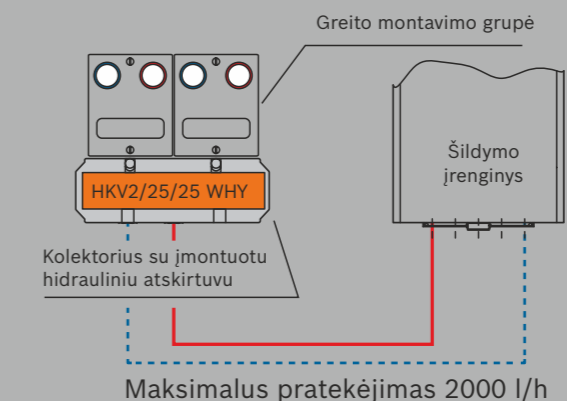 Greito montavimo grupė
HKV2/25/25 WHY
Šildymo
įrenginys
Kolektorius su įmontuotu
hidrauliniu atskirtuvu
Maksimalus pratekėjimas 2000 l/h